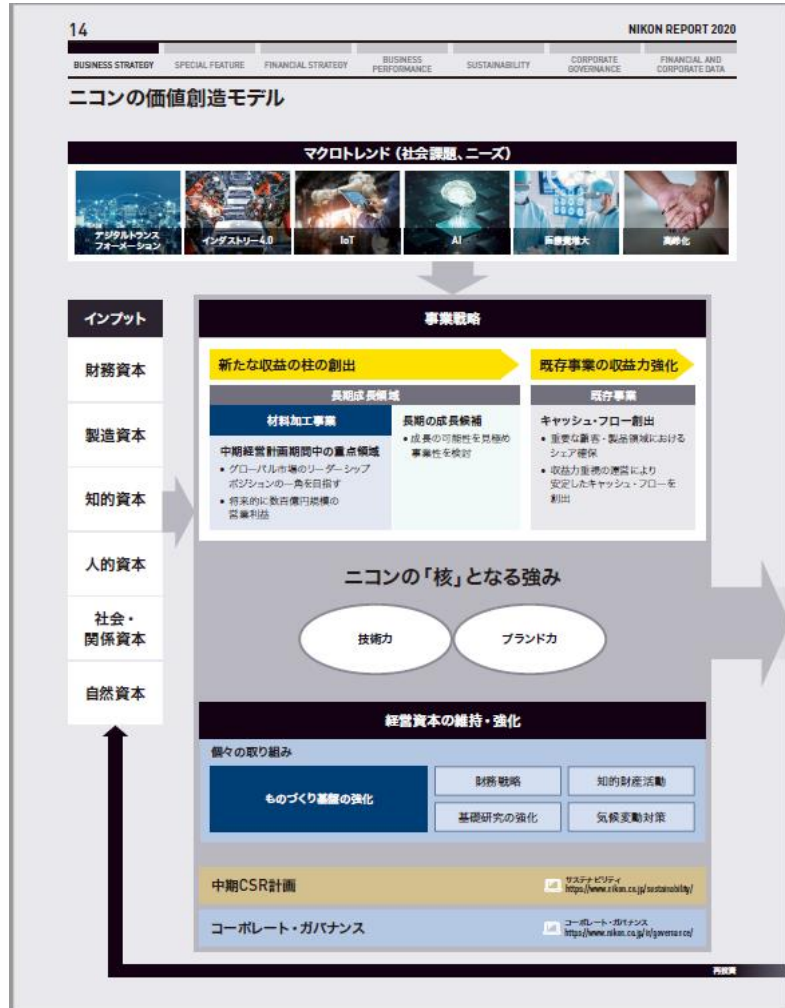 14
NIKON REPORT 2020
BUSINESS STRATEGY
SPECIAL FEATURE
FINANCIAL STRATEGY
BUSINESS
PERFORMANCE
SUSTAINABILITY
CORPORATE
GOVERNANCE
FINANCIAL AND
CORPORATE DATA
ニコンの価値創造モデル
マクロトレンド（社会課題、ニーズ）
デジタルトランス
フォーメーション
インダストリー4.0
IoT
AI
医療費増大
高齢化
インプット
財務資本
製造資本
知的資本
人的資本
社会・
関係資本
自然資本
事業戦略
新たな収益の柱の創出
既存事業の収益力強化
長期成長領域
既存事業
材料加工事業
中期経営計画期間中の重点領域
• グローバル市場のリーダーシップ
ポジションの一角を目指す
• 将来的に数百億円規模の
営業利益
長期の成長候補
• 成長の可能性を見極め
事業性を検討
キャッシュ・フロー創出
• 重要な顧客・製品領域における
シェア確保
• 収益力重視の運営により
安定したキャッシュ・フローを
創出
ニコンの「核」となる強み
技術力
ブランド力
経営資本の維持・強化
個々の取り組み
ものづくり基盤の強化
財務戦略
知的財産活動
基礎研究の強化
気候変動対策
中期CSR計画
サステナビリティ
https://www.nikon.co.jp/sustainability/
コーポレート・ガバナンス
コーポレート・ガバナンス
https://www.nikon.co.jp/ir/governance/
再投資